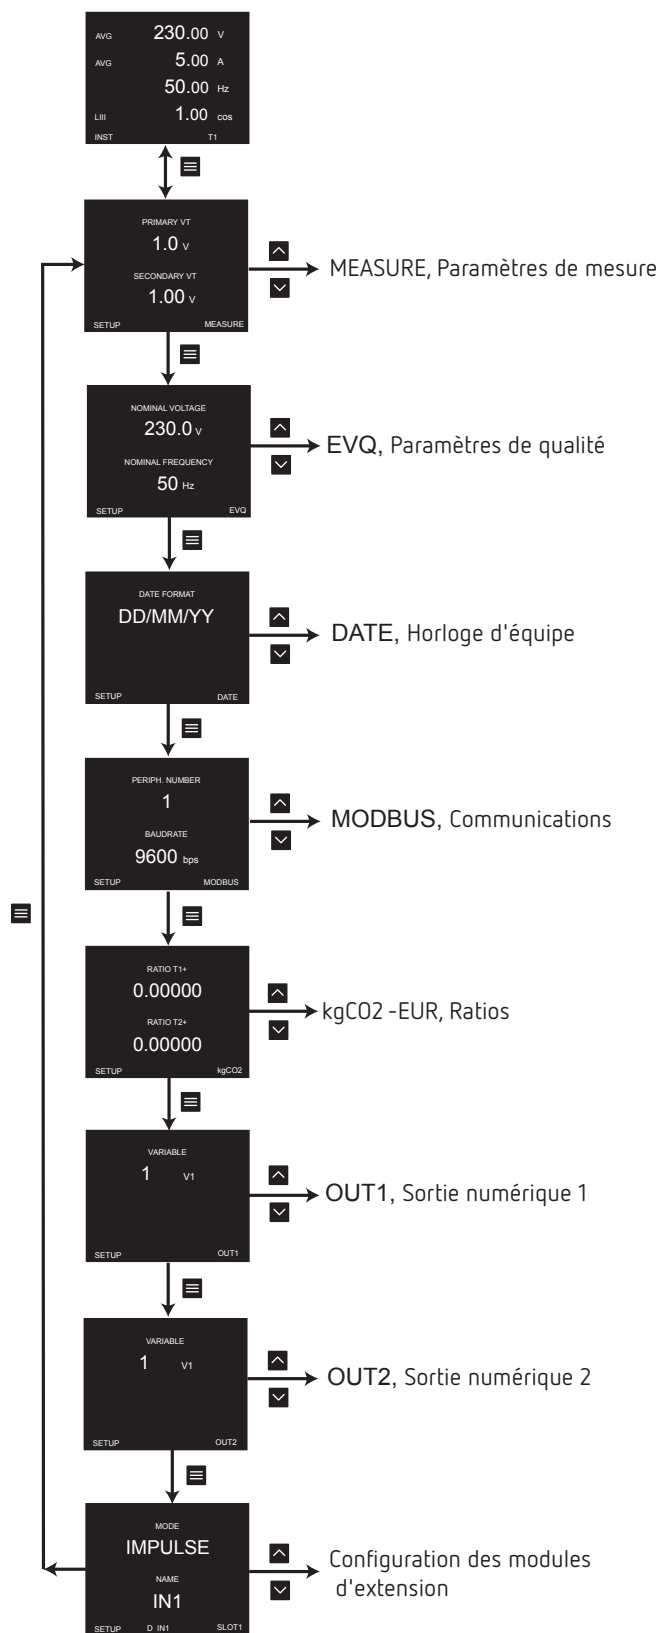 AVG 230.00 V
AVG 5.00 A
50.00 Hz
LIII 1.00 cos
INST T1
PRIMARY VT
1.0 v
SECONDARY VT
1.00 v
SETUP MEASURE
MEASURE, Paramètres de mesure
NOMINAL VOLTAGE
230.0 v
NOMINAL FREQUENCY
50 Hz
SETUP EVQ
EVQ, Paramètres de qualité
DATE FORMAT
DD/MM/YY
SETUP DATE
DATE, Horloge d'équipe
PERIPH. NUMBER
1
BAUDRATE
9600 bps
SETUP MODBUS
MODBUS, Communications
RATIO T1+
0.00000
RATIO T2+
0.00000
SETUP kgCO2
kgCO2 -EUR, Ratios
VARIABLE
1 V1
SETUP OUT1
OUT1, Sortie numérique 1
VARIABLE
1 V1
SETUP OUT2
OUT2, Sortie numérique 2
MODE
IMPULSE
NAME
IN1
SETUP D IN1 SLOT1
Configuration des modules
d'extension